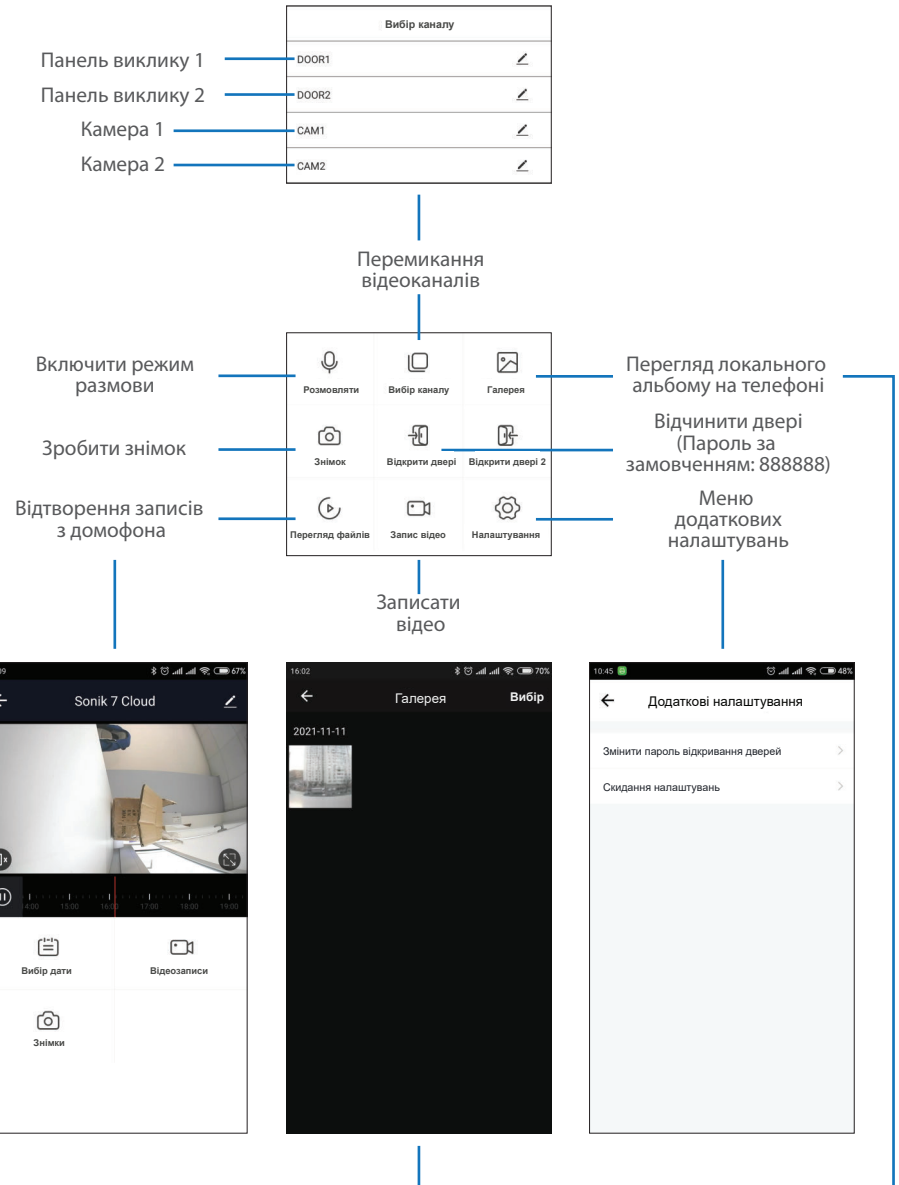 Вибір каналу
Панель виклику 1
DOOR1
Панель виклику 2
DOOR2
Камера 1
CAM1
Камера 2
CAM2
Перемикання
відеоканалів
Включити режим
размови
Розмовляти
Вибір каналу
Галерея
Перегляд локального
альбому на телефоні
Зробити знімок
Знімок
Відкрити двері
Відкрити двері 2
Відчинити двері
(Пароль за
замовченням: 888888)
Відтворення записів
з домофона
Перегляд файлів
Запис відео
Налаштування
Меню
додаткових
налаштувань
Записати
відео
09
67%
Sonik 7 Cloud
4:00 15:00 16:00 17:00 18:00 19:00
Вибір дати
Відеозаписи
Знімки
16:02
70%
Галерея
Вибір
2021-11-11
10:45
48%
Додаткові налаштування
Змінити пароль відкривання дверей
Скидання налаштувань